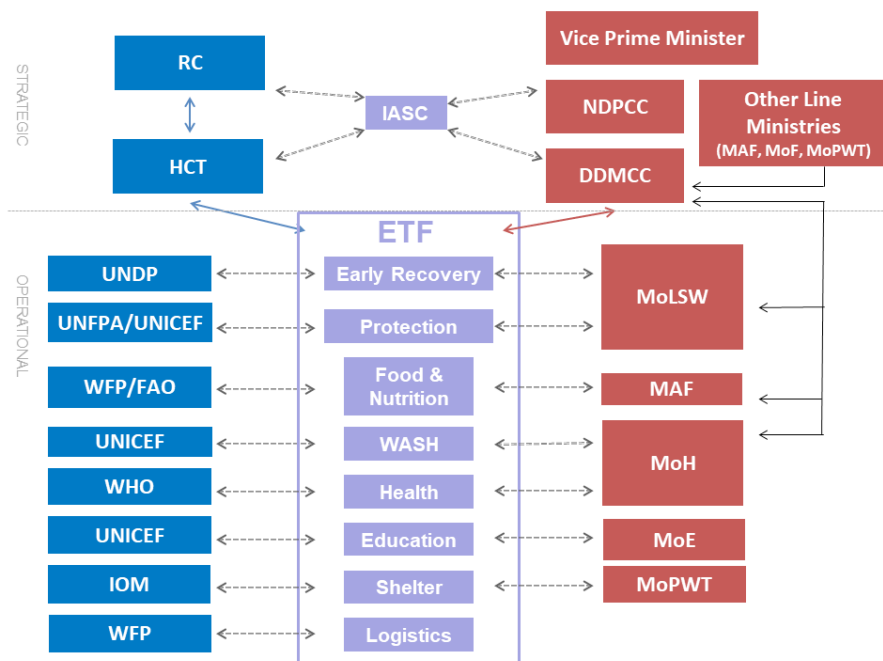 STRATEGIC
RC
HCT
IASC
Vice Prime Minister
NDPCC
DDMCC
Other Line
Ministries
(MAF, MoF, MoPWT)
OPERATIONAL
ETF
UNDP
Early Recovery
MoLSW
UNFPA/UNICEF
Protection
WFP/FAO
Food &
Nutrition
MAF
UNICEF
WASH
MoH
WHO
Health
UNICEF
Education
MoE
IOM
Shelter
MoPWT
WFP
Logistics